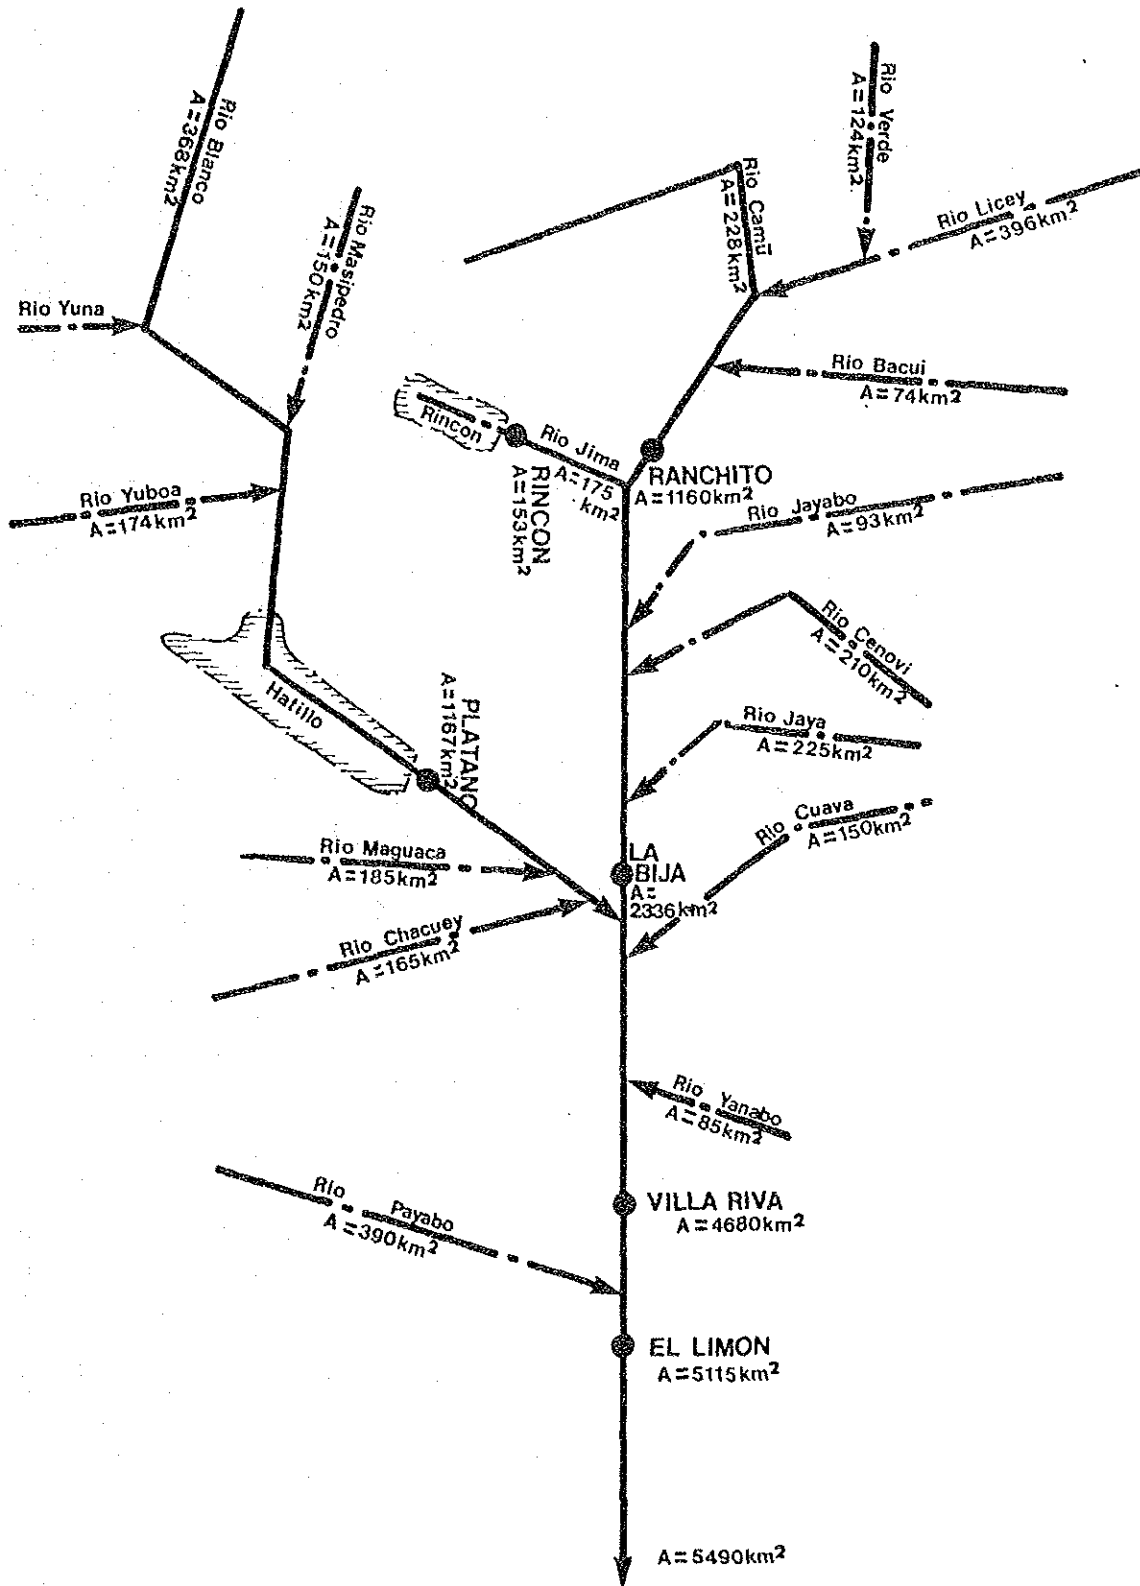 Rio Blanco
A=368km²
Rio Masipedro
A=150km²
Rio Yuna
Rio Yuboa
A=174km²
Hatillo
PLATANO
A=1167km²
Rio Maguaca
A=185km²
Rio Chacuey
A=165km²
Rio Verde
A=124km²
Rio Camū
A=228km²
Rio Licey
A=396km²
Rio Bacui
A=74km²
Rincon
RINCON
A=153km²
Rio Jima
A=175
km²
RANCHITO
A=1160km²
Rio Jayabo
A=93km²
Rio Cenovi
A=210km²
Rio Jaya
A=225km²
LA
BIJA
A=
2336km²
Rio Cuava
A=150km²
Rio Yanabo
A=85km²
VILLA RIVA
A=4680km²
Rio Payabo
A=390km²
EL LIMON
A=5115km²
A=5490km²